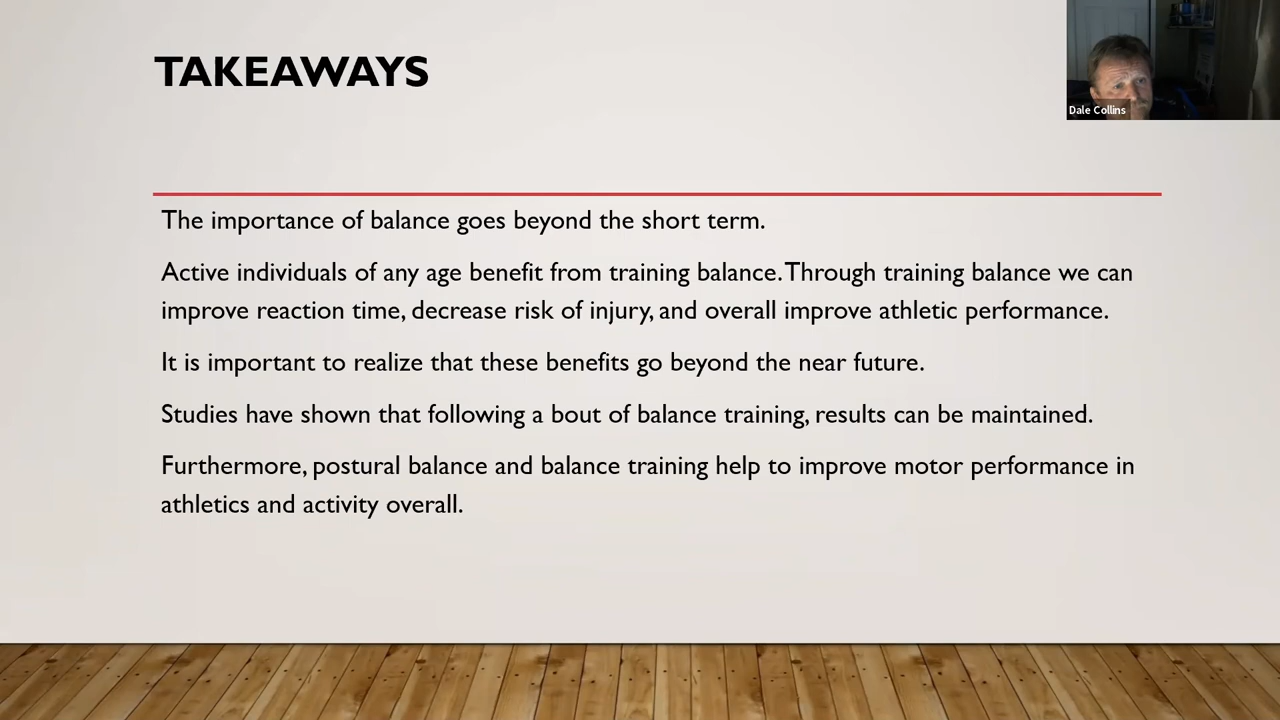 TAKEAWAYS
Dale Collins
The importance of balance goes beyond the short term.
Active individuals of any age benefit from training balance. Through training balance we can
improve reaction time, decrease risk of injury, and overall improve athletic performance.
It is important to realize that these benefits go beyond the near future.
Studies have shown that following a bout of balance training, results can be maintained.
Furthermore, postural balance and balance training help to improve motor performance in
athletics and activity overall.